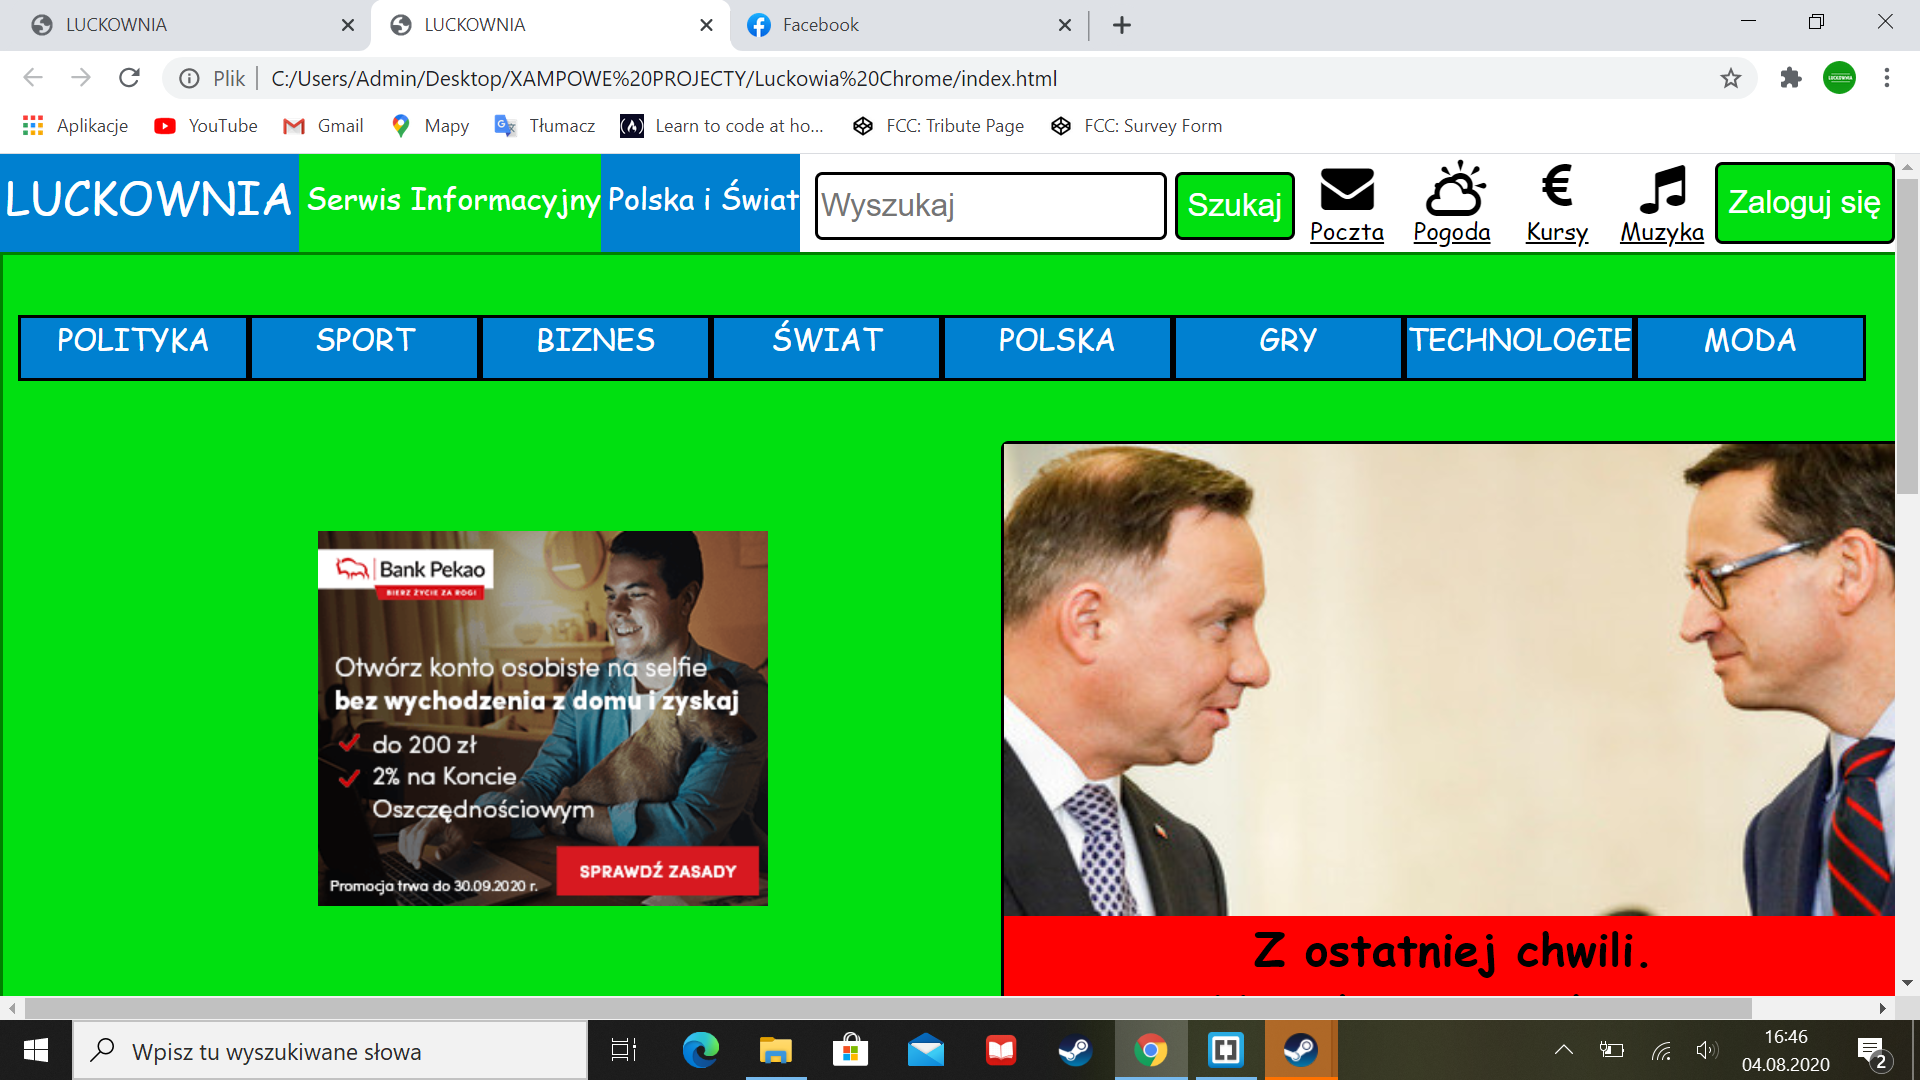 LUCKOWNIA
LUCKOWNIA
Facebook
Plik
C:/Users/Admin/Desktop/XAMPOWE%20PROJECTY/Luckowia%20Chrome/index.html
Aplikacje
YouTube
Gmail
Mapy
Tłumacz
Learn to code at ho...
FCC: Tribute Page
FCC: Survey Form
LUCKOWNIA
Serwis Informacyjny
Polska i Świat
Wyszukaj
Szukaj
Poczta
Pogoda
Kursy
Muzyka
Zaloguj się
POLITYKA
SPORT
BIZNES
ŚWIAT
POLSKA
GRY
TECHNOLOGIE
MODA
Bank Pekao
BIERZ ŻYCIE ZA ROGI
Otwórz konto osobiste na selfie
bez wychodzenia z domu i zyskaj
do 200 zł
2% na Koncie
Oszczędnościowym
SPRAWDŹ ZASADY
Promocja trwa do 30.09.2020 r.
Z ostatniej chwili.
Wpisz tu wyszukiwane słowa
16:46
04.08.2020
2